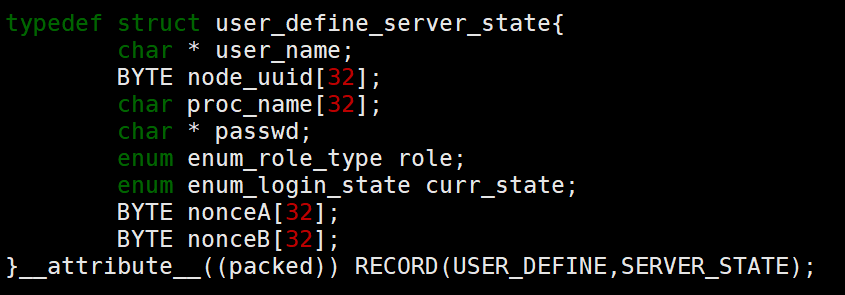 typedef struct user_define_server_state{
        char * user_name;
        BYTE node_uuid[32];
        char proc_name[32];
        char * passwd;
        enum enum_role_type role;
        enum enum_login_state curr_state;
        BYTE nonceA[32];
        BYTE nonceB[32];
}__attribute__((packed)) RECORD(USER_DEFINE,SERVER_STATE);